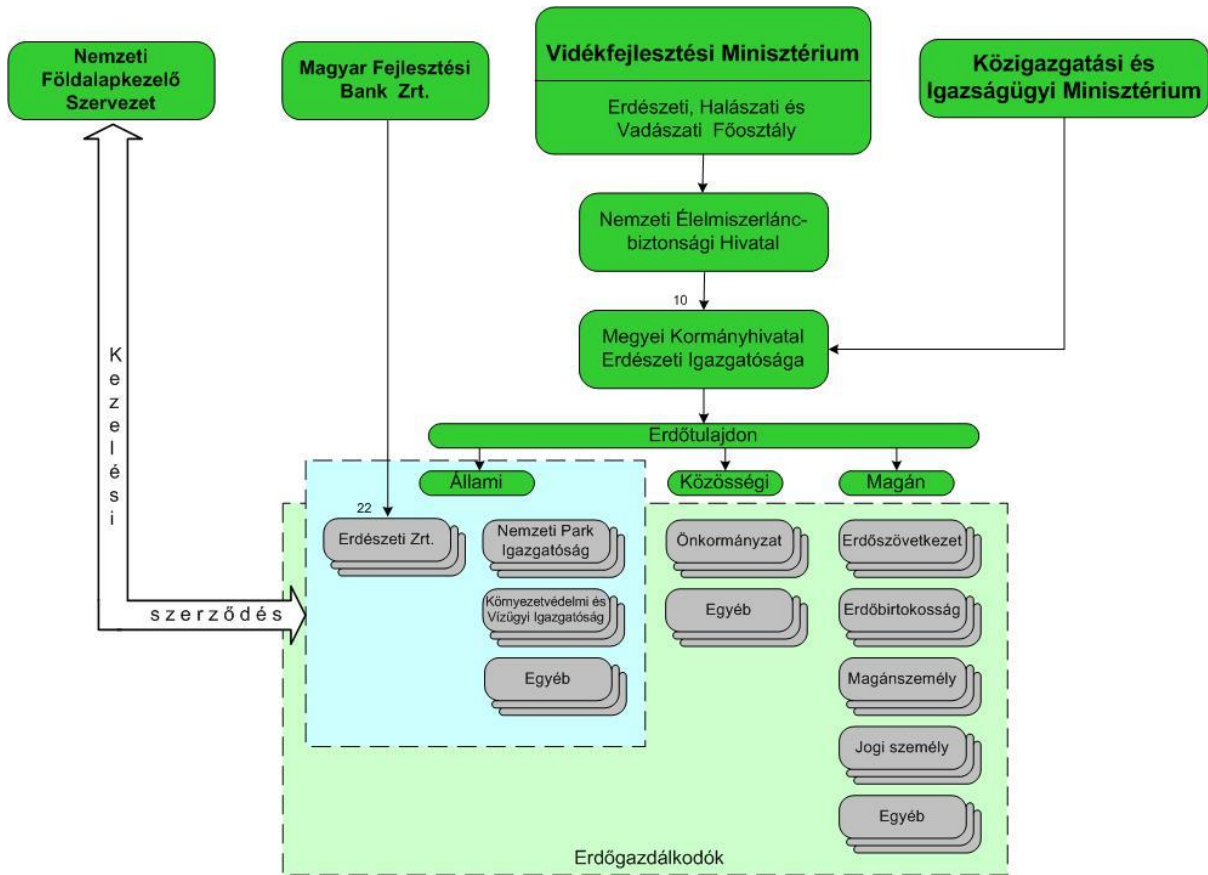 Nemzeti
Földalapkezelő
Szervezet
Magyar Fejlesztési
Bank Zrt.
Vidékfejlesztési Minisztérium
Erdészeti, Halászati és
Vadászati Főosztály
Közigazgatási és
Igazságügyi Minisztérium
Nemzeti Élelmiszerlánc-
biztonsági Hivatal
10
Megyei Kormányhivatal
Erdészeti Igazgatósága
Kezelési
szerződés
Erdőtulajdon
Állami
Közösségi
Magán
22
Erdészeti Zrt.
Nemzeti Park
Igazgatóság
Környezetvédelmi és
Vízügyi Igazgatóság
Egyéb
Önkormányzat
Egyéb
Erdőszövetkezet
Erdőbirtokosság
Magánszemély
Jogi személy
Egyéb
Erdőgazdálkodók